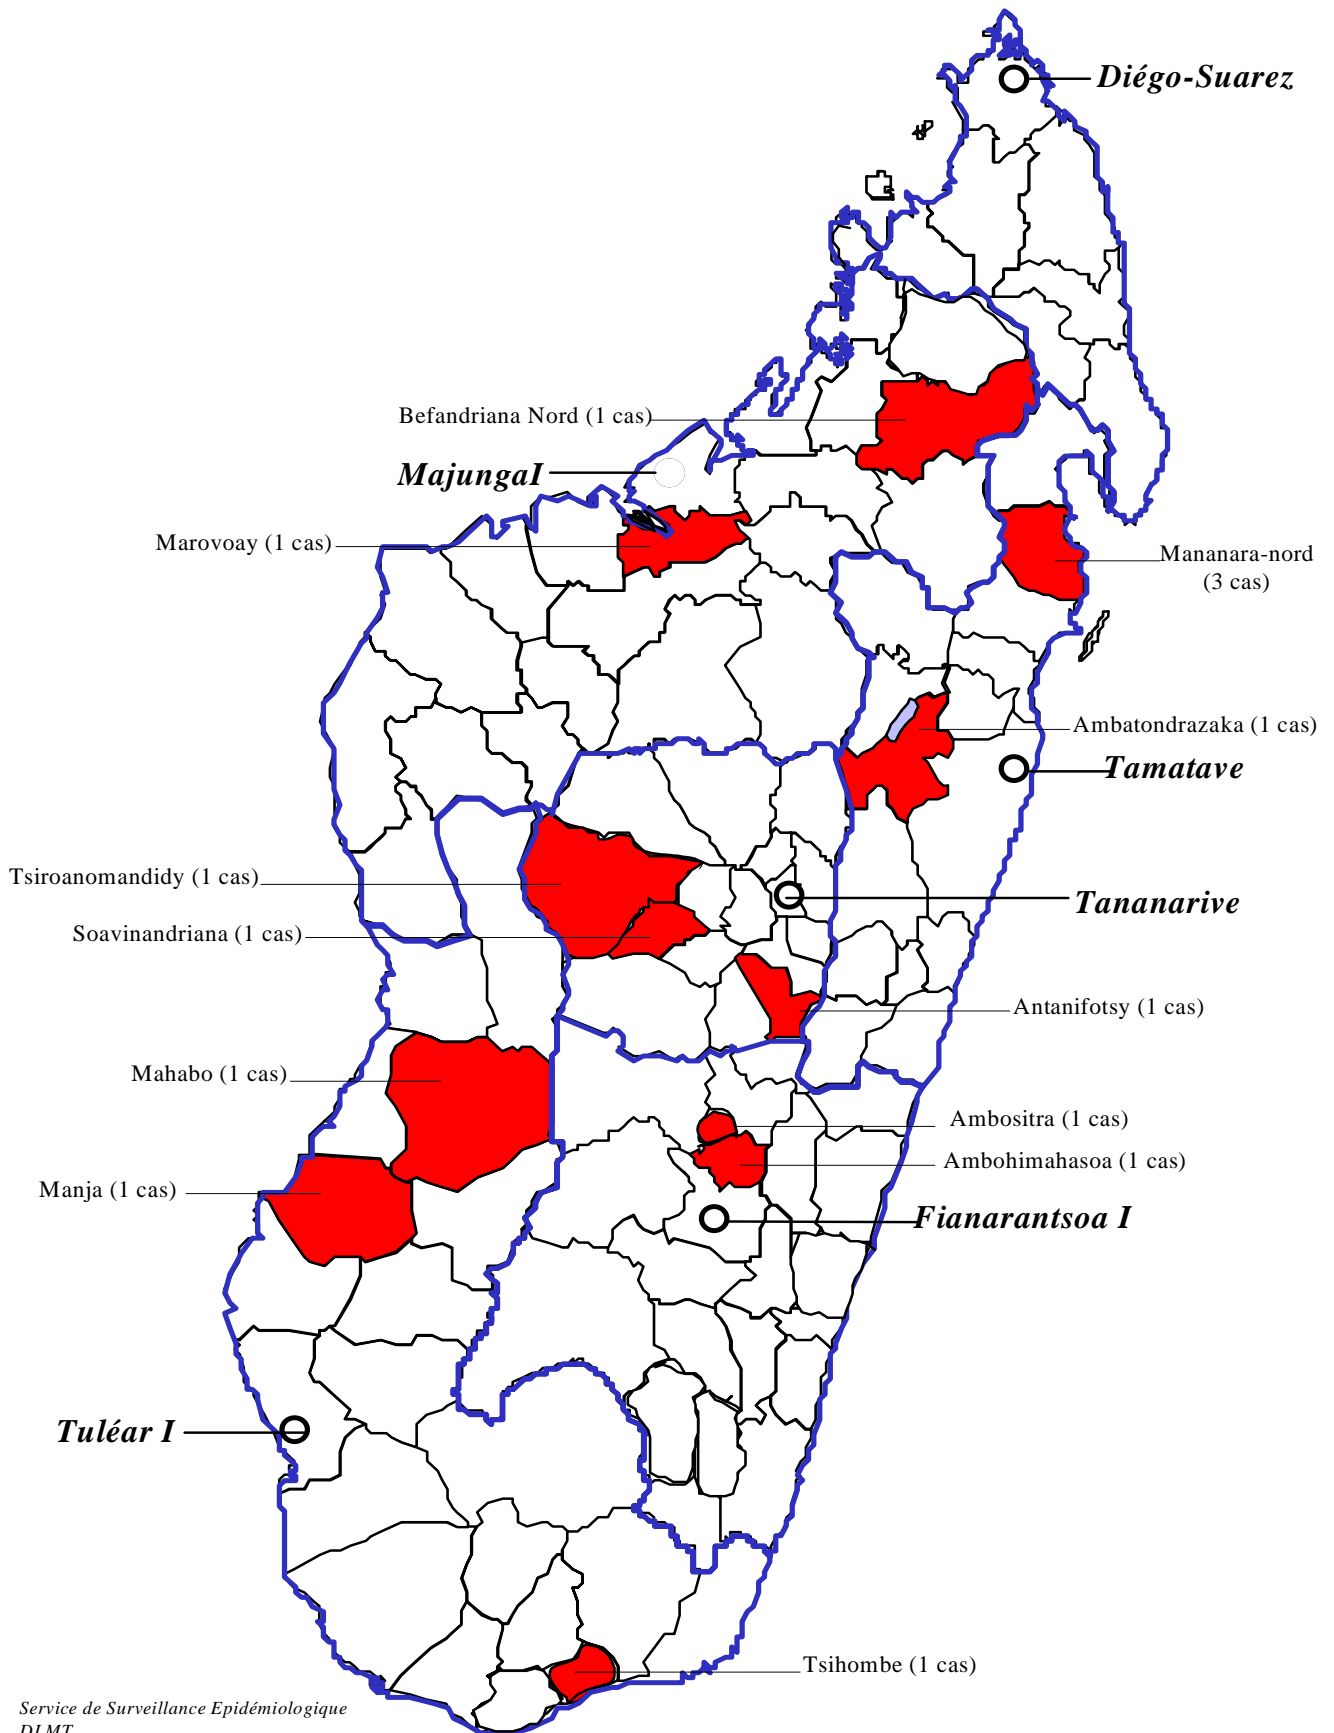 Diégo-Suarez
Befandriana Nord (1 cas)
MajungaI
Marovoay (1 cas)
Mananara-nord
(3 cas)
Ambatondrazaka (1 cas)
Tamatave
Tsiroanomandidy (1 cas)
Tananarive
Soavinandriana (1 cas)
Antanifotsy (1 cas)
Mahabo (1 cas)
Ambositra (1 cas)
Ambohimahasoa (1 cas)
Manja (1 cas)
Fianarantsoa I
Tuléar I
Tsihombe (1 cas)
Service de Surveillance Epidémiologique
DLMT